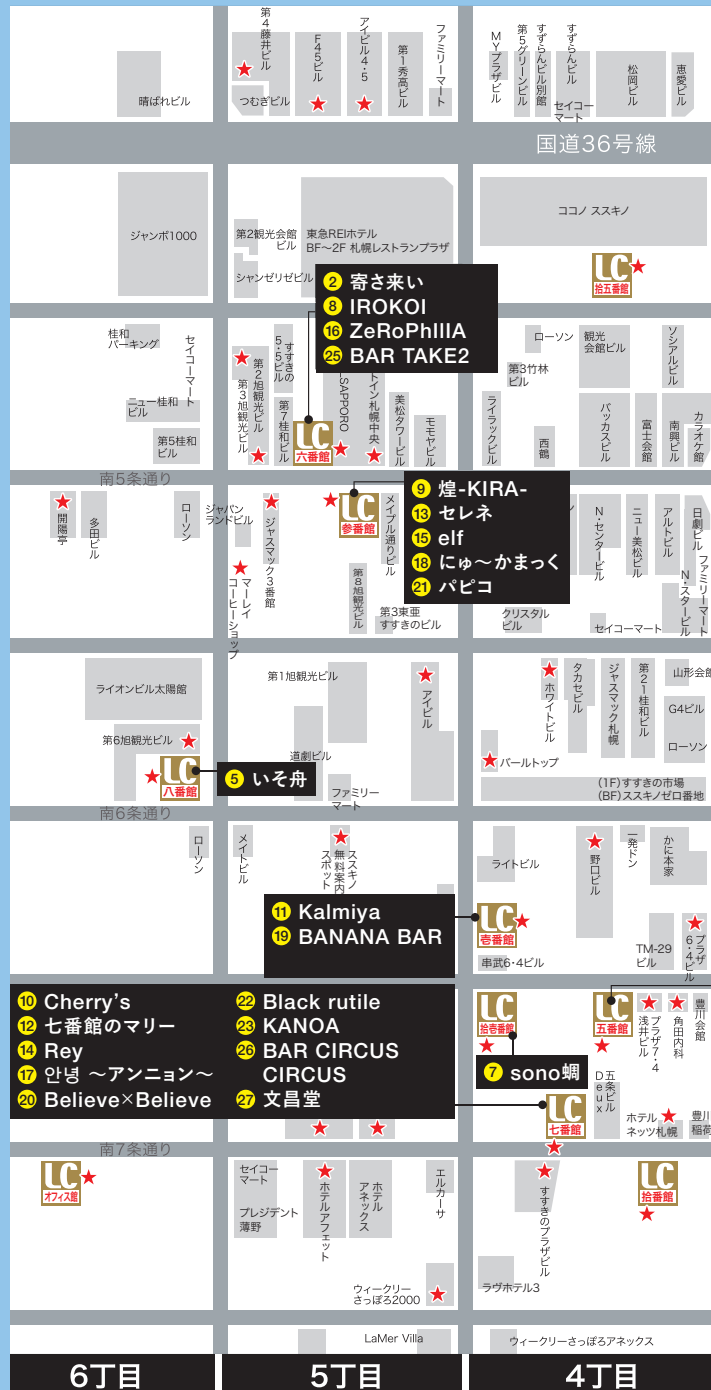 第4藤井ビル
F45ビル
アイビル4・5
第1秀高ビル
ファミリーマート
MYプラザビル
第5グリーンビル
すずらんビル別館
すずらんビル
セイコー
マート
松岡ビル
恵愛ビル
晴ばれビル
つむぎビル
国道36号線
ジャンボ1000
第2観光会館
ビル
シャンゼリゼビル
東急REIホテル
BF〜2F 札幌レストランプラザ
ココノ ススキノ
LC
拾五番館
2 寄さ来い
8 IROKOI
16 ZeRoPhIIIA
25 BAR TAKE2
桂和
パーキング
セイコーマート
ニュー桂和
ビル
第5桂和
ビル
第2旭観光ビル
第3旭観光ビル
すすきの
5・5ビル
第7桂和ビル
LC
六番館
SAPPORO
トイン札幌中央
美松タワービル
モモヤビル
ローソン
第3竹林
ビル
観光
会館ビル
ソシアルビル
ライラックビル
西鶴
バッカスビル
富士会館
南興ビル
カラオケ館
南5条通り
開陽亭
多田ビル
ローソン
ジャパン
ランドビル
マーレイ
コーヒーショップ
ジャスマック3番館
LC
参番館
メイプル通りビル
第8旭観光ビル
第3東亜
すすきのビル
9 煌-KIRA-
13 セレネ
15 elf
18 にゅ〜かまっく
21 パピコ
ン
N・センタービル
ニュー美松ビル
アルトビル
日劇ビル
ファミリーマート
N・スタービル
クリスタル
ビル
セイコーマート
ライオンビル太陽館
第6旭観光ビル
LC
八番館
5 いそ舟
第1旭観光ビル
道劇ビル
ファミリー
マート
アイビル
ホワイトビル
タカセビル
ジャスマック札幌
第21桂和ビル
山形会館
G4ビル
ローソン
パールトップ
(1F)すすきの市場
(BF)ススキノゼロ番地
南6条通り
ローソン
メイトビル
ススキノ
無料案内
スポット
ライトビル
野口ビル
一発ドン
かに本家
11 Kalmiya
19 BANANA BAR
LC
壱番館
串武6・4ビル
TM-29
ビル
プラザ
6・4ビル
10 Cherry's
12 七番館のマリー
14 Rey
17 안녕 〜アンニョン〜
20 Believe×Believe
22 Black rutile
23 KANOA
26 BAR CIRCUS
CIRCUS
27 文昌堂
LC
拾壱番館
7 sono蜩
LC
五番館
プラザ7・4
浅井ビル
角田内科
豊川会館
LC
七番館
五条ビル
Deux
ホテル
ネッツ札幌
豊川
稲荷
南7条通り
LC
オフィス館
セイコー
マート
プレジデント
薄野
ホテルアフェット
ホテル
アネックス
エルカーサ
ウィークリー
さっぽろ2000
すすきのプラザビル
ラヴホテル3
LC
拾番館
LaMer Villa
ウィークリーさっぽろアネックス
6丁目
5丁目
4丁目